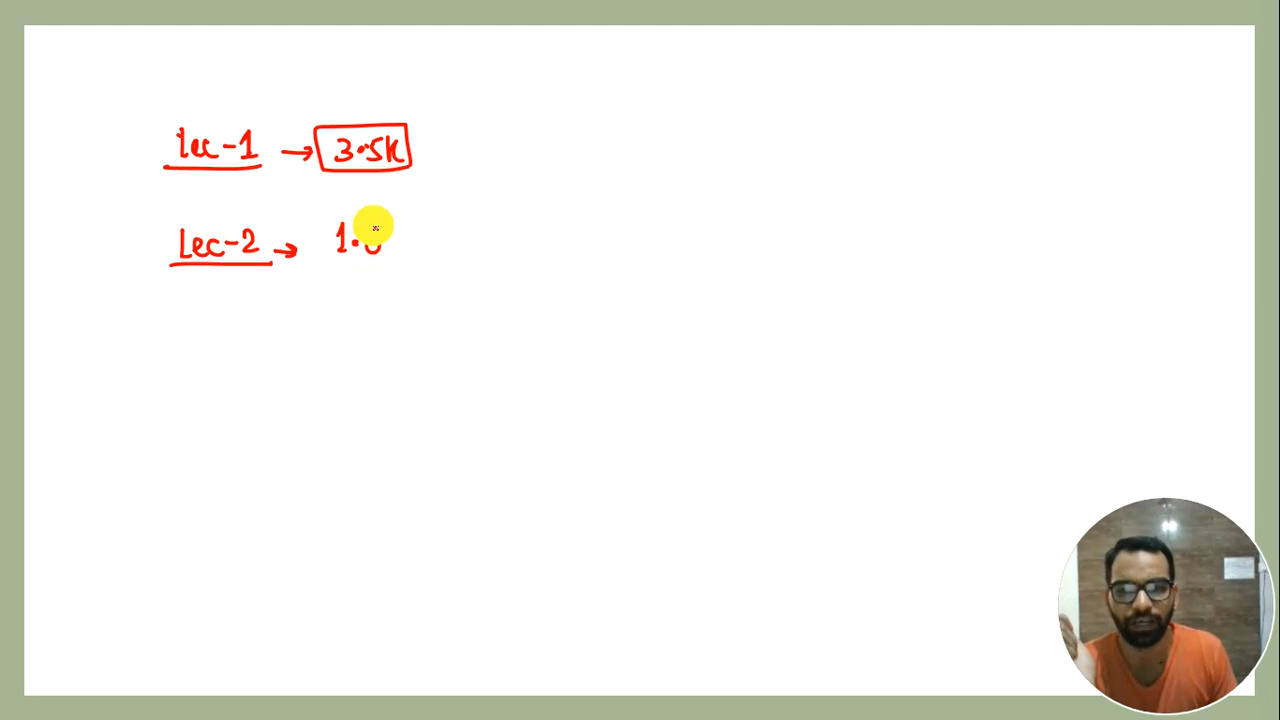 lec-1 → 3.5K
lec-2 → 1.